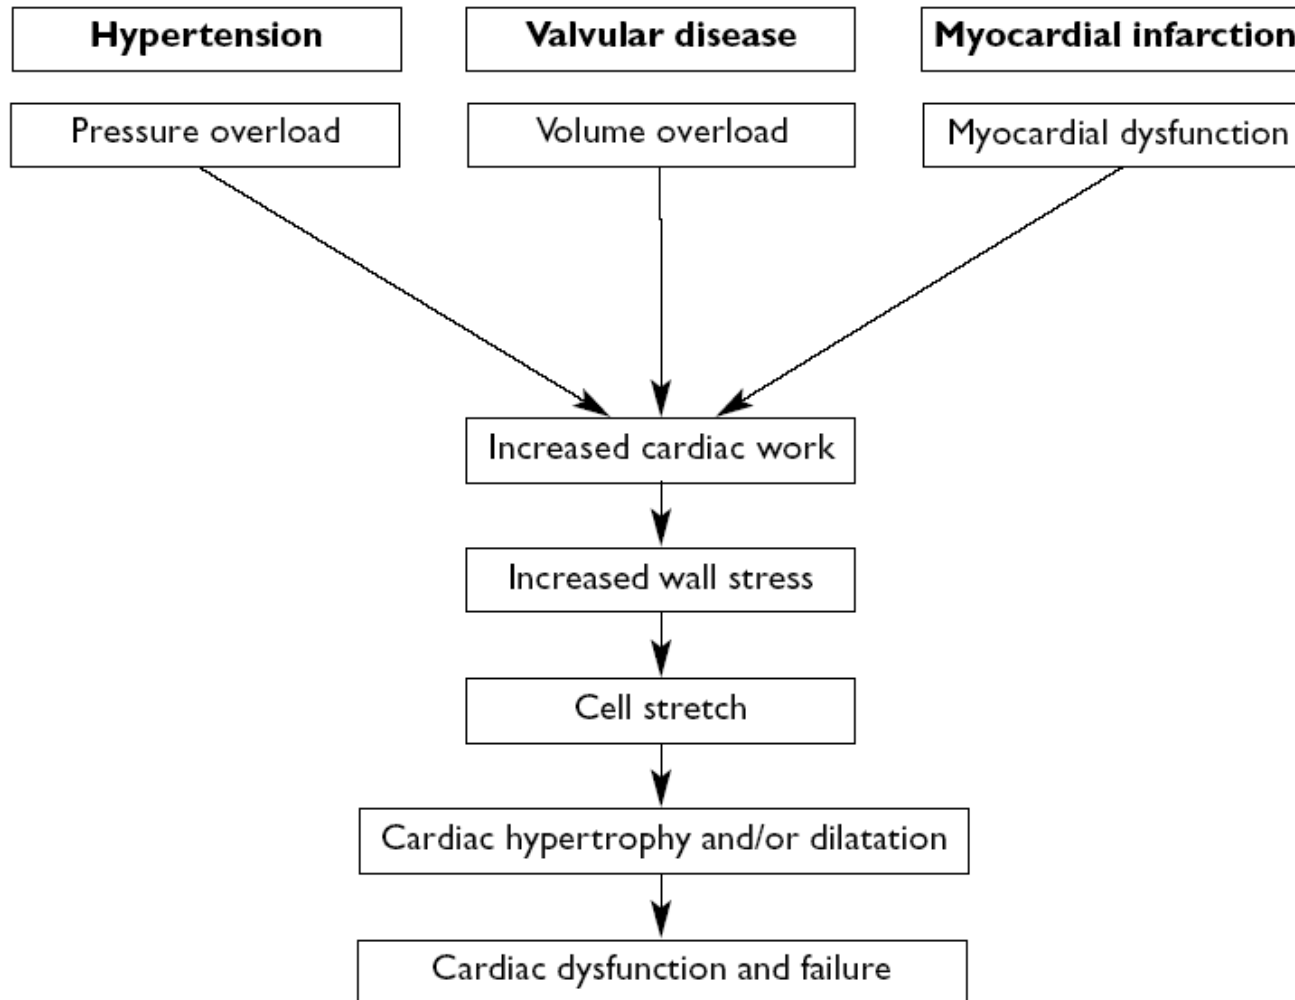 Hypertension
Valvular disease
Myocardial infarction
Pressure overload
Volume overload
Myocardial dysfunction
Increased cardiac work
Increased wall stress
Cell stretch
Cardiac hypertrophy and/or dilatation
Cardiac dysfunction and failure